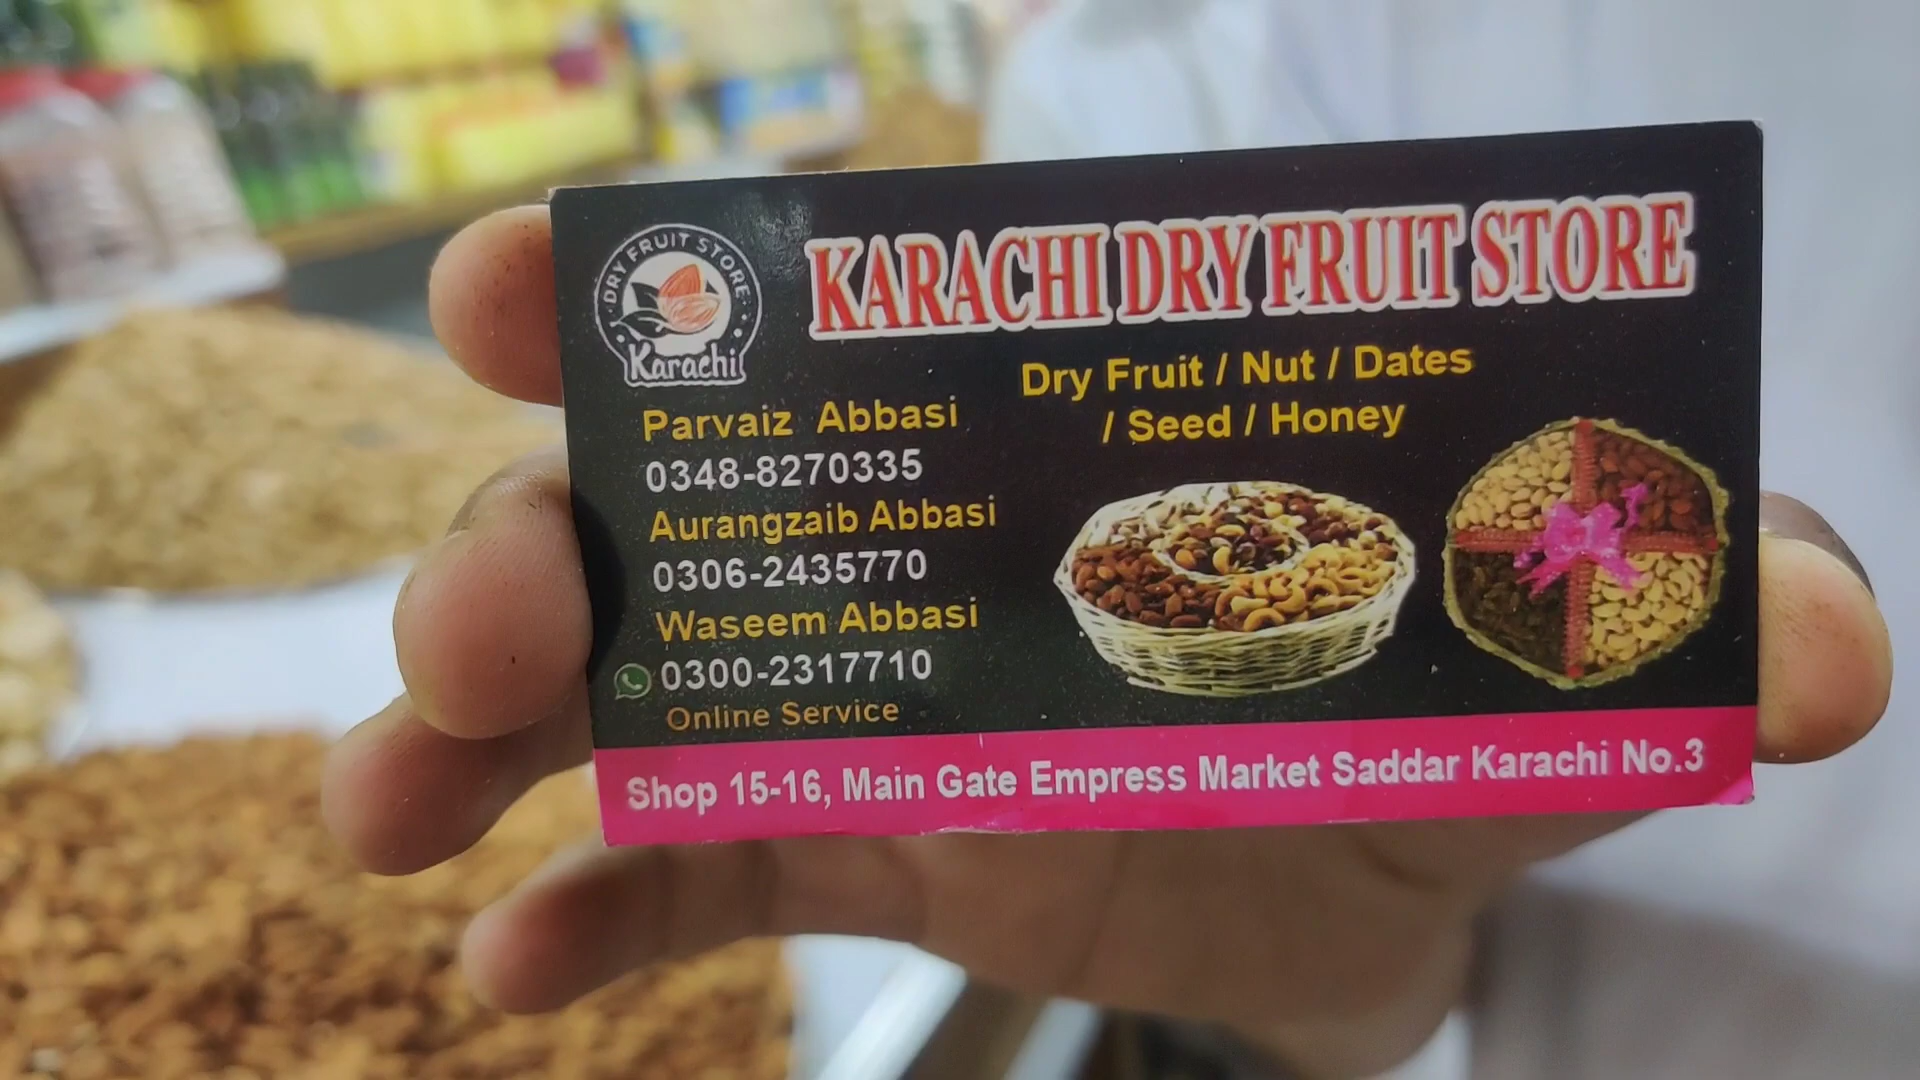 DRY FRUIT STORE
Karachi
KARACHI DRY FRUIT STORE
Dry Fruit / Nut / Dates
/ Seed / Honey
Parvaiz Abbasi
0348-8270335
Aurangzaib Abbasi
0306-2435770
Waseem Abbasi
0300-2317710
Online Service
Shop 15-16, Main Gate Empress Market Saddar Karachi No.3